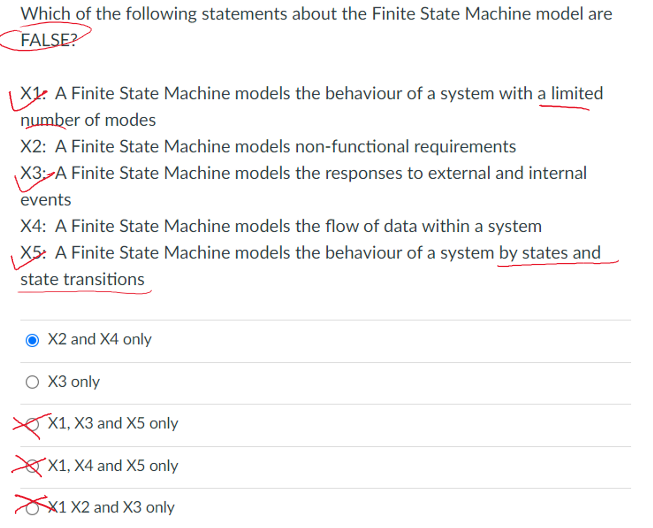 Which of the following statements about the Finite State Machine model are
FALSE?
X1: A Finite State Machine models the behaviour of a system with a limited
number of modes
X2: A Finite State Machine models non-functional requirements
X3: A Finite State Machine models the responses to external and internal
events
X4: A Finite State Machine models the flow of data within a system
X5: A Finite State Machine models the behaviour of a system by states and
state transitions
X2 and X4 only
X3 only
X1, X3 and X5 only
X1, X4 and X5 only
X1 X2 and X3 only